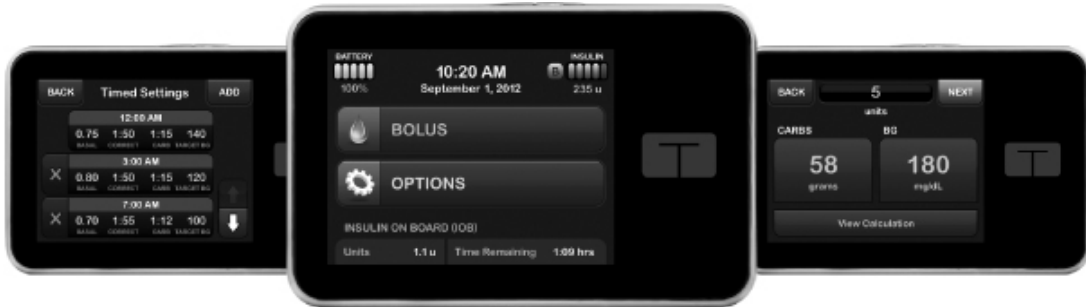 BACK Timed Settings ADD
12:00 AM
0.75 1:50 1:15 140
BASAL CORRECT CARB TARGET BG
3:00 AM
X 0.80 1:50 1:15 120
BASAL CORRECT CARB TARGET BG
7:00 AM
X 0.70 1:55 1:12 100
BASAL CORRECT CARB TARGET BG
BATTERY 10:20 AM INSULIN
100% September 1, 2012 B 235 u
BOLUS
OPTIONS
INSULIN ON BOARD (IOB)
Units 1.1 u Time Remaining 1:09 hrs
BACK 5 NEXT
units
CARBS BG
58 180
grams mg/dL
View Calculation